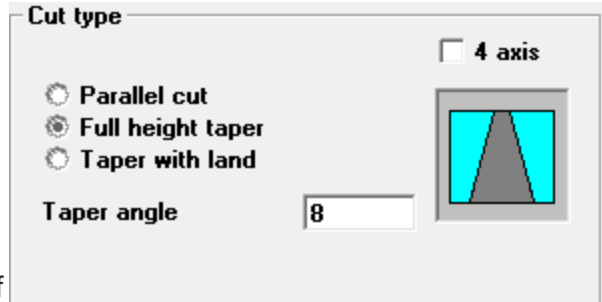 Cut type
4 axis
Parallel cut
Full height taper
Taper with land
Taper angle 8
f